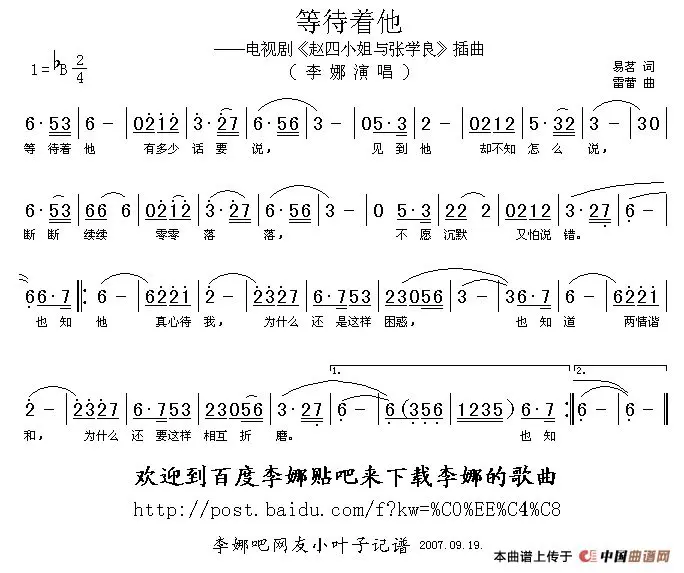 等待着他
——电视剧《赵四小姐与张学良》插曲
(李娜演唱)
1=♭B 2/4
易茗 词
雷蕾 曲
6·53 | 6 - | 0212 | 3·27 | 6·56 | 3 - | 05·3 | 2 - | 0212 | 5·32 | 3 - | 30
等待着 他 有多少 话要 说, 见到 他 却不知 怎么 说,
6·53 | 66 6 | 0212 | 3·27 | 6·56 | 3 - | 0 5·3 | 22 2 | 0212 | 3·27 | 6 -
断断 续续 零零 落 落, 不愿 沉默 又怕说 错。
66·7 |: 6 - | 6221 | 2 - | 2327 | 6·753 | 23056 | 3 - | 36·7 | 6 - | 6221
也知 他 真心待 我, 为什么 还是这样 困惑, 也知 道 两情谐
2 - | 2327 | 6·753 | 23056 | 3·27 | 6 - | 6(356 | 1235) | 6·7 :| 6 - | 6 -
1. 2.
和, 为什么 还要这样 相互折 磨。 也知
欢迎到百度李娜贴吧来下载李娜的歌曲
http://post.baidu.com/f?kw=%C0%EE%C4%C8
李娜吧网友小叶子记谱 2007.09.19.
本曲谱上传于 中国曲谱网